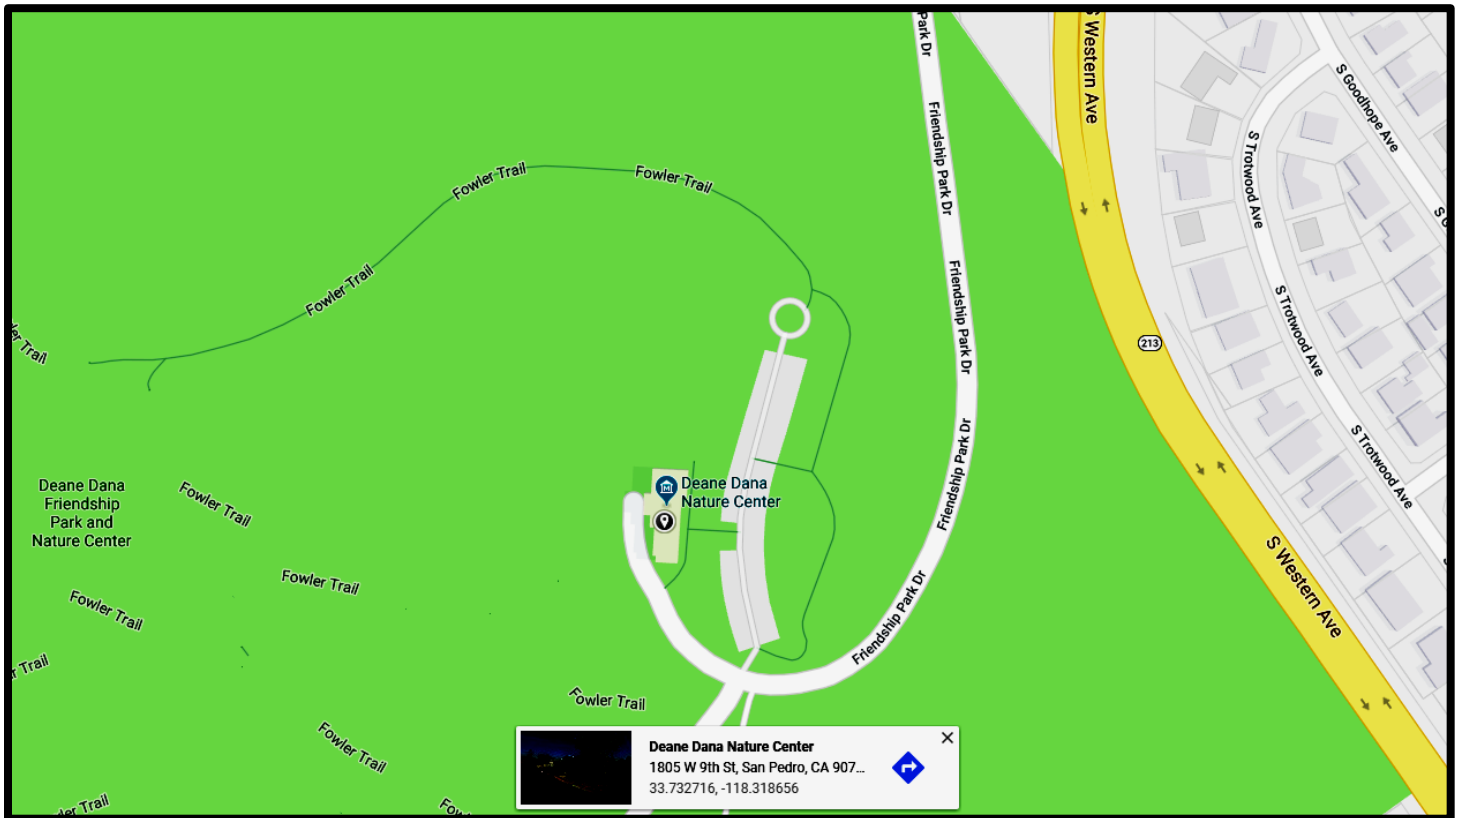 Park Dr
S Western Ave
S Goodhope Ave
Friendship Park Dr
S Trotwood Ave
Fowler Trail
Fowler Trail
Friendship Park Dr
Fowler Trail
S Trotwood Ave
Trail
213
Friendship Park Dr
S Trotwood Ave
Deane Dana
Friendship
Park and
Nature Center
Fowler Trail
Deane Dana
Nature Center
S Western Ave
Fowler Trail
Fowler Trail
Friendship Park Dr
Trail
Fowler Trail
Fowler Trail
Trail
Deane Dana Nature Center
1805 W 9th St, San Pedro, CA 907...
33.732716, -118.318656